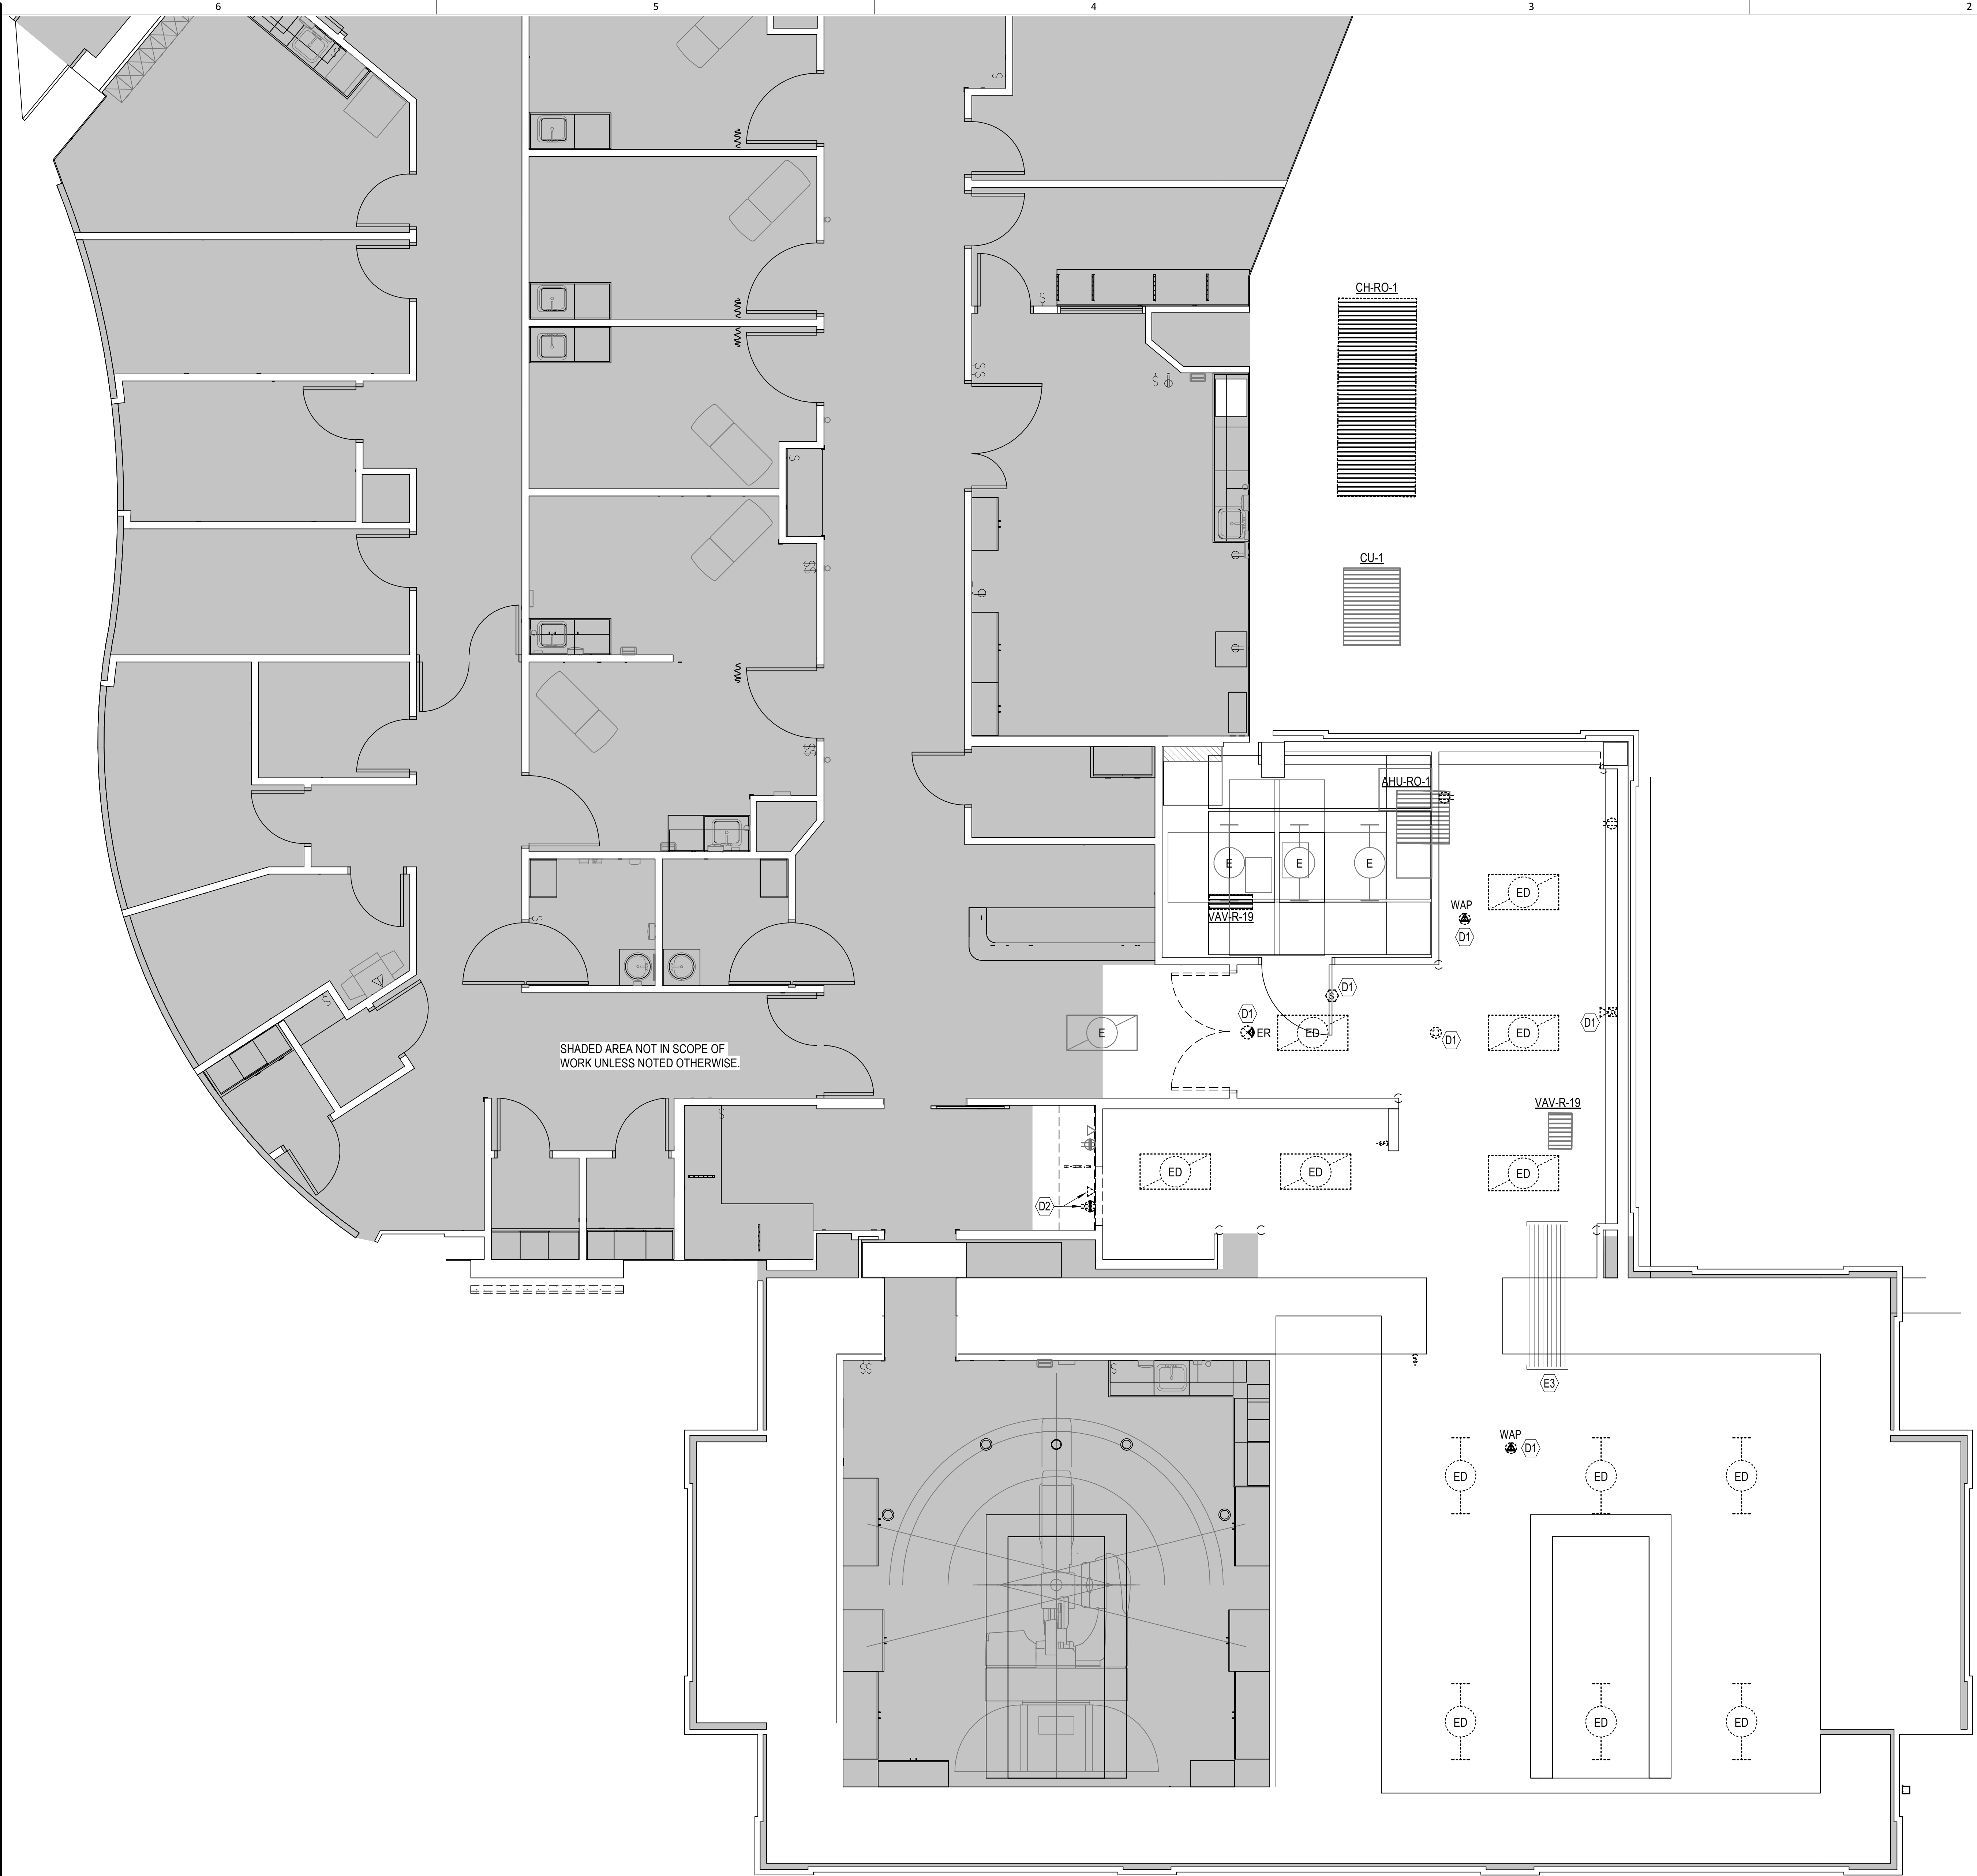 6 5 4 3 2
CH-RO-1
CU-1
AHU-RO-1
E E E
ED
VAV-R-19
WAP
D1
D1
S
D1
E
ER
ED
D1
D1
ED
SHADED AREA NOT IN SCOPE OF
WORK UNLESS NOTED OTHERWISE.
VAV-R-19
ED ED ED
D2
E3
WAP
D1
ED ED ED
ED ED ED